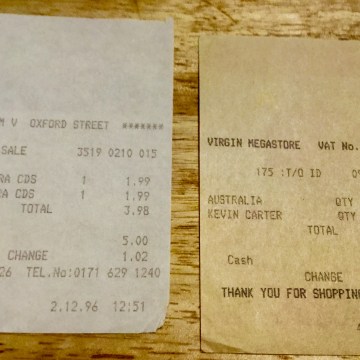 M V OXFORD STREET *******
SALE 3519 0210 015
RA CDS 1 1.99
RA CDS 1 1.99
TOTAL 3.98
5.00
CHANGE 1.02
26 TEL.No:0171 629 1240
2.12.96 12:51
VIRGIN MEGASTORE VAT No.
175 :T/O ID 0
AUSTRALIA QTY
KEVIN CARTER QTY
TOTAL
Cash
CHANGE
THANK YOU FOR SHOPPING